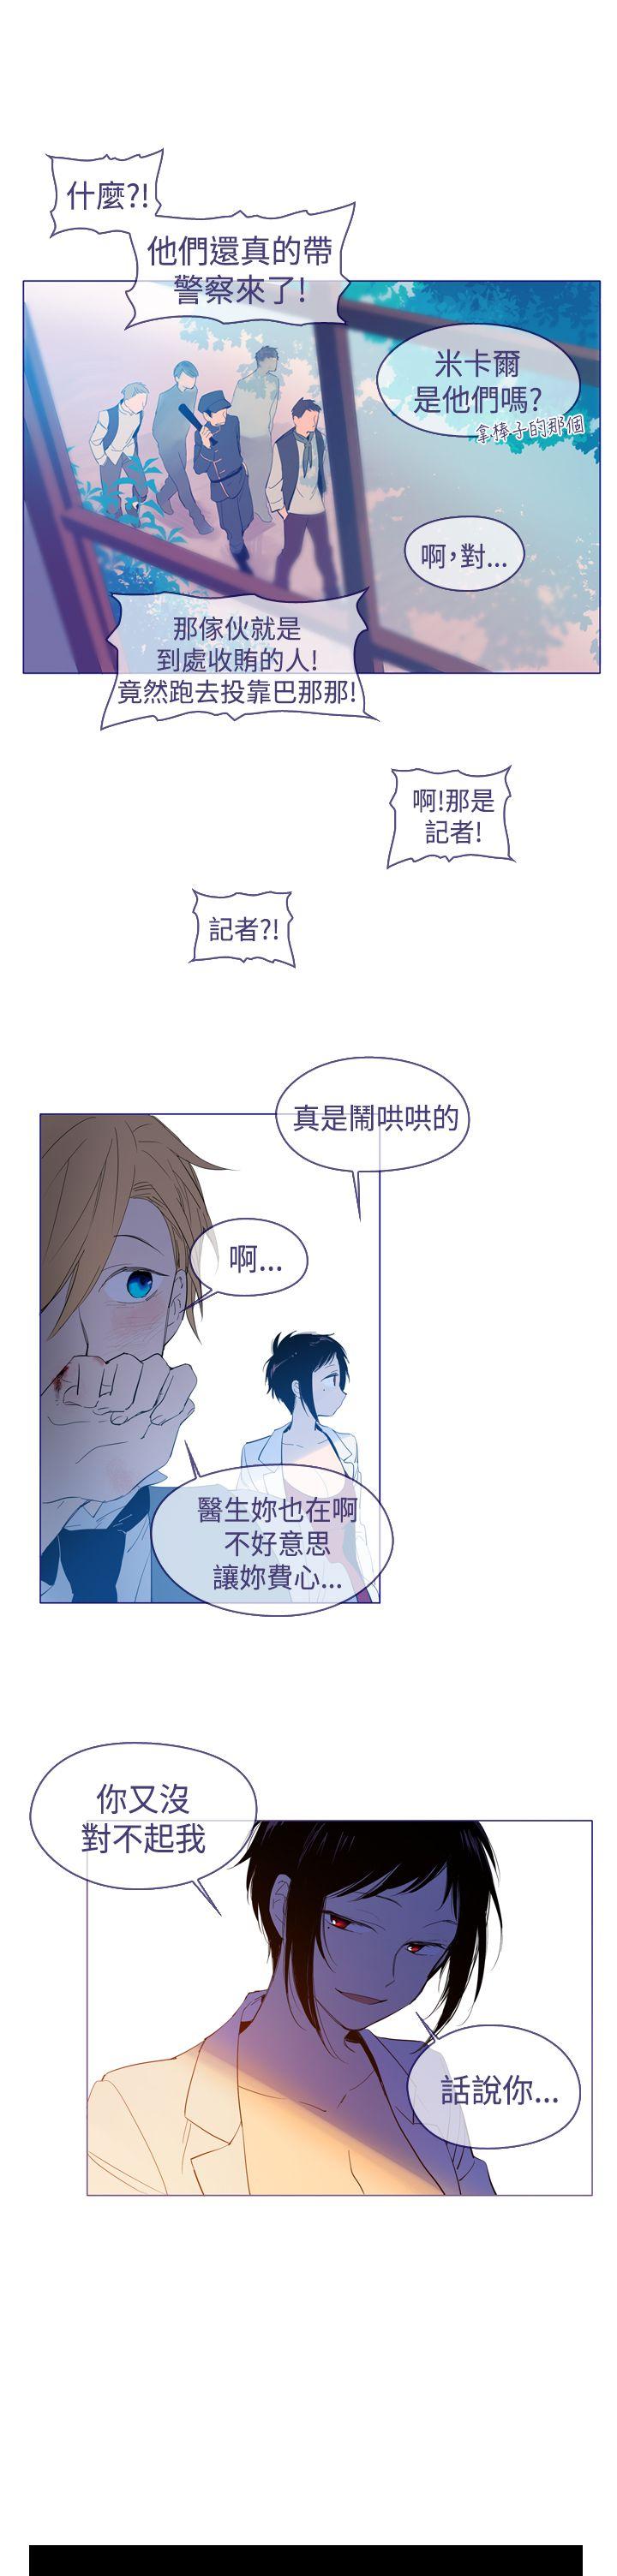 什麼?!
他們還真的帶
警察來了!
米卡爾
是他們嗎?
拿棒子的那個
啊,對...
那傢伙就是
到處收賄的人!
竟然跑去投靠巴那那!
啊!那是
記者!
記者?!
真是鬧哄哄的
啊...
醫生妳也在啊
不好意思
讓妳費心...
你又沒
對不起我
話說你...